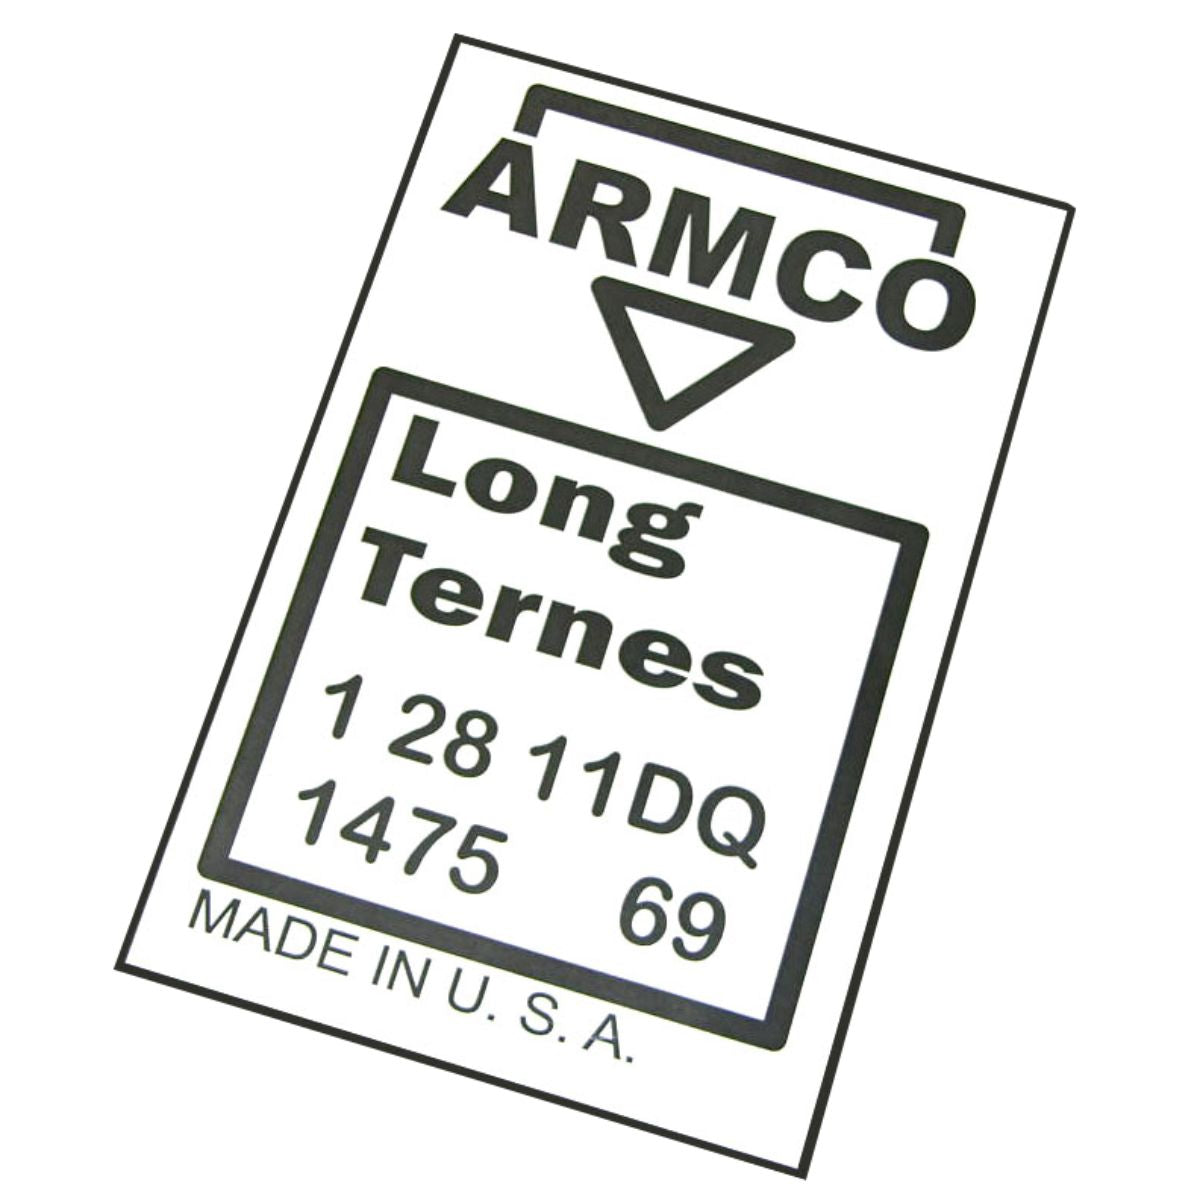 ARMCO
Long
Ternes
1 28 11DQ
1475 69
MADE IN U. S. A.